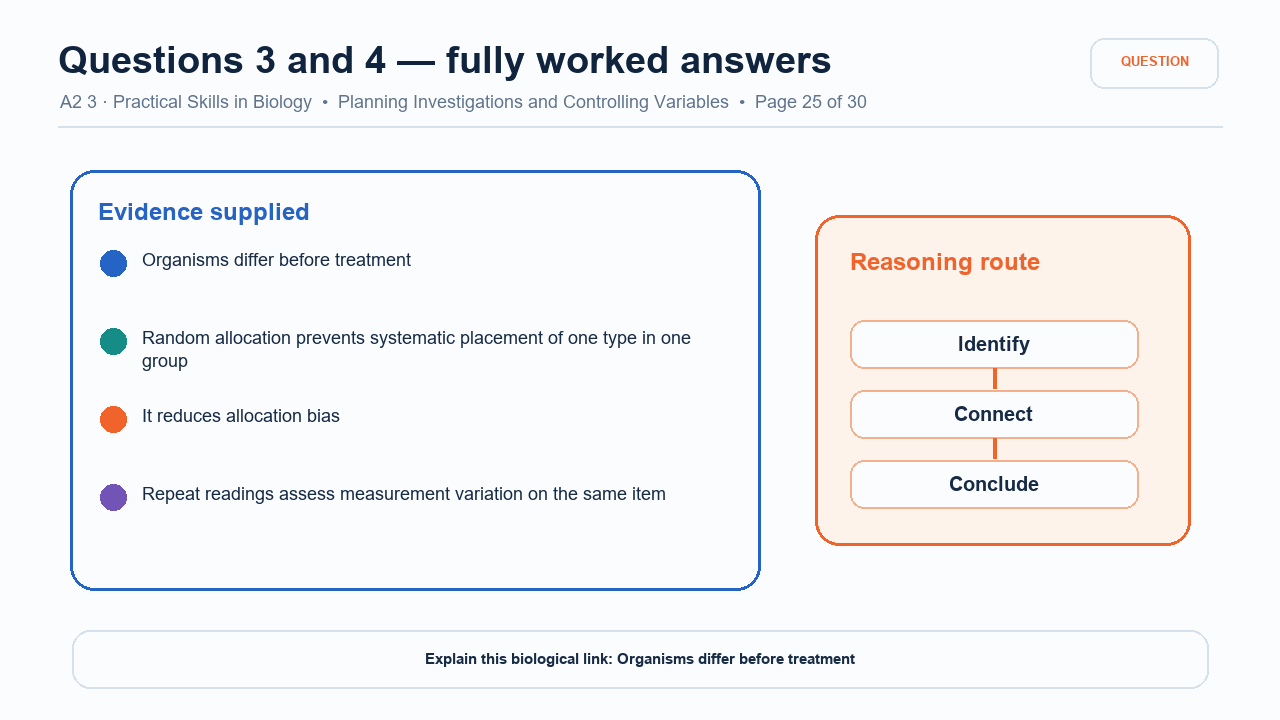 Questions 3 and 4 — fully worked answers
QUESTION
A2 3 · Practical Skills in Biology • Planning Investigations and Controlling Variables • Page 25 of 30
Evidence supplied
Organisms differ before treatment
Random allocation prevents systematic placement of one type in one
group
It reduces allocation bias
Repeat readings assess measurement variation on the same item
Reasoning route
Identify
Connect
Conclude
Explain this biological link: Organisms differ before treatment